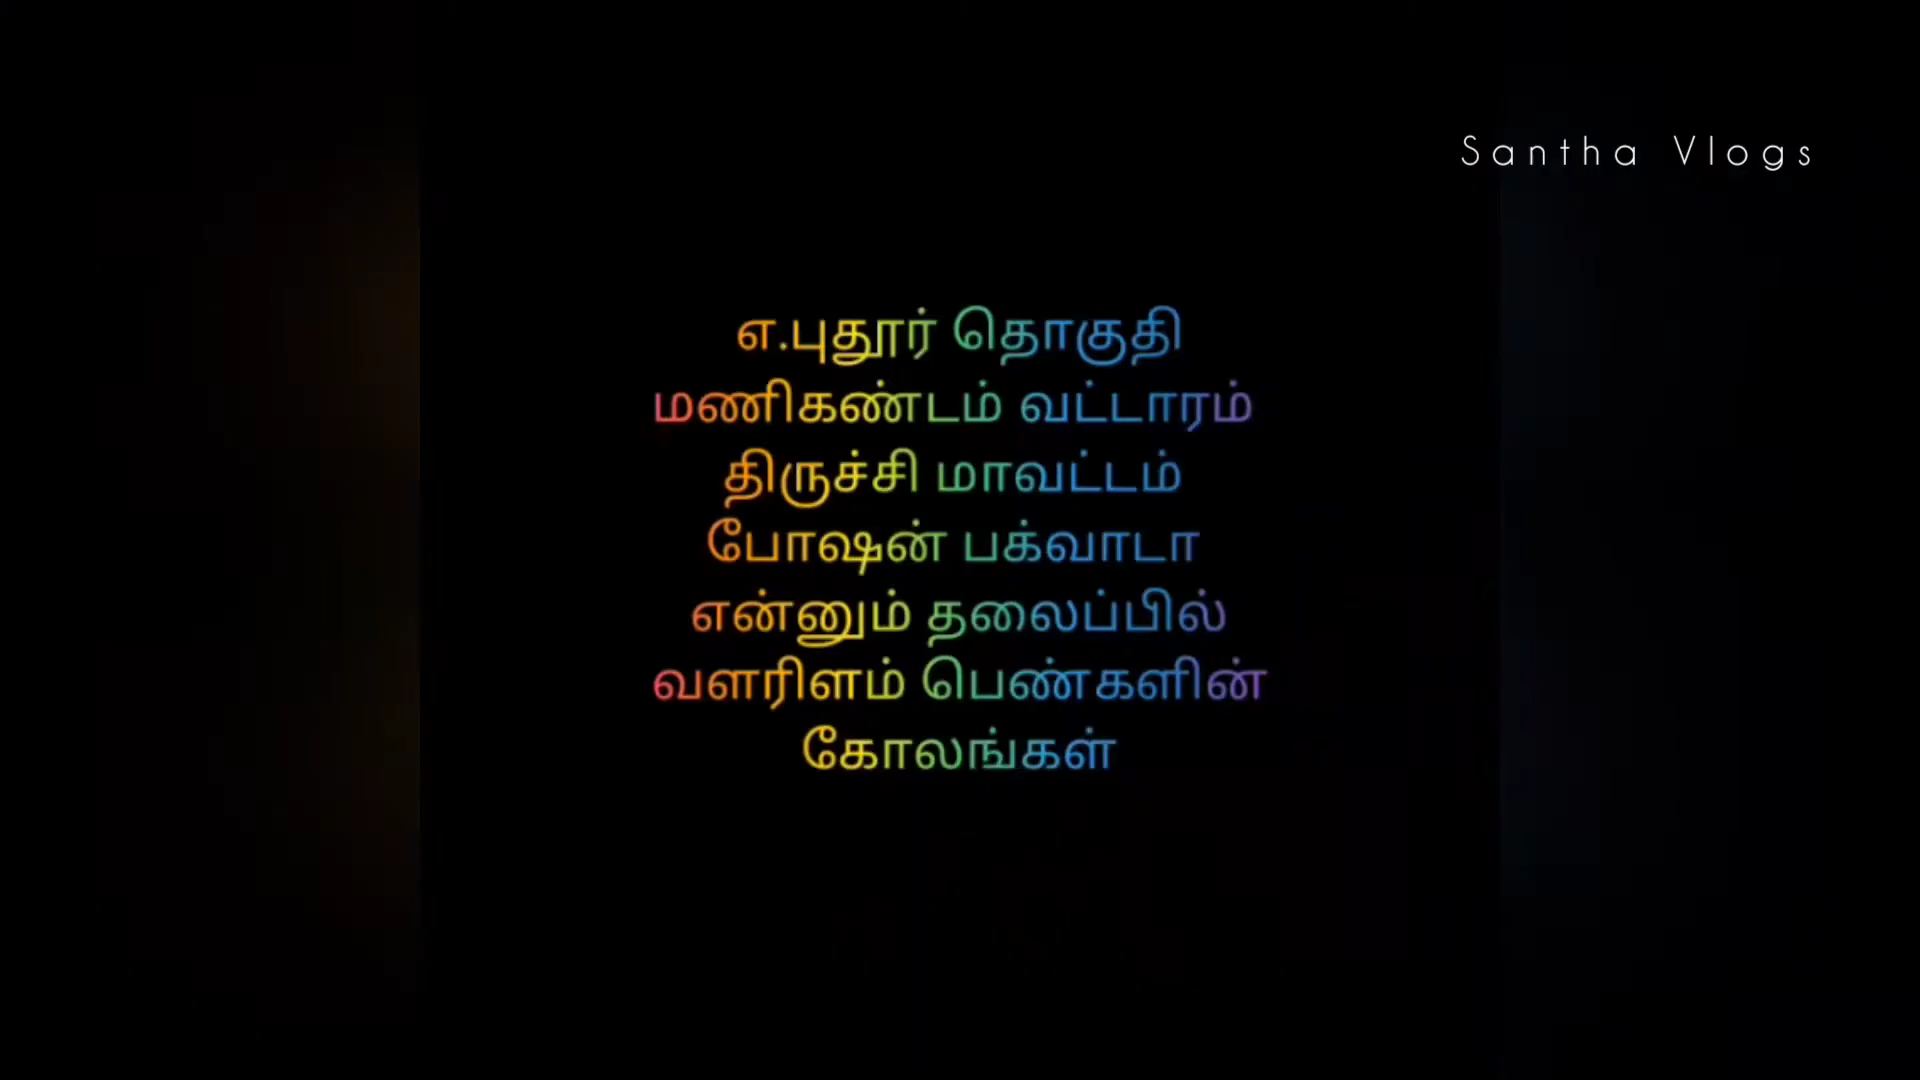 Santha Vlogs
எ.புதூர் தொகுதி
மணிகண்டம் வட்டாரம்
திருச்சி மாவட்டம்
போஷன் பக்வாடா
என்னும் தலைப்பில்
வளரிளம் பெண்களின்
கோலங்கள்